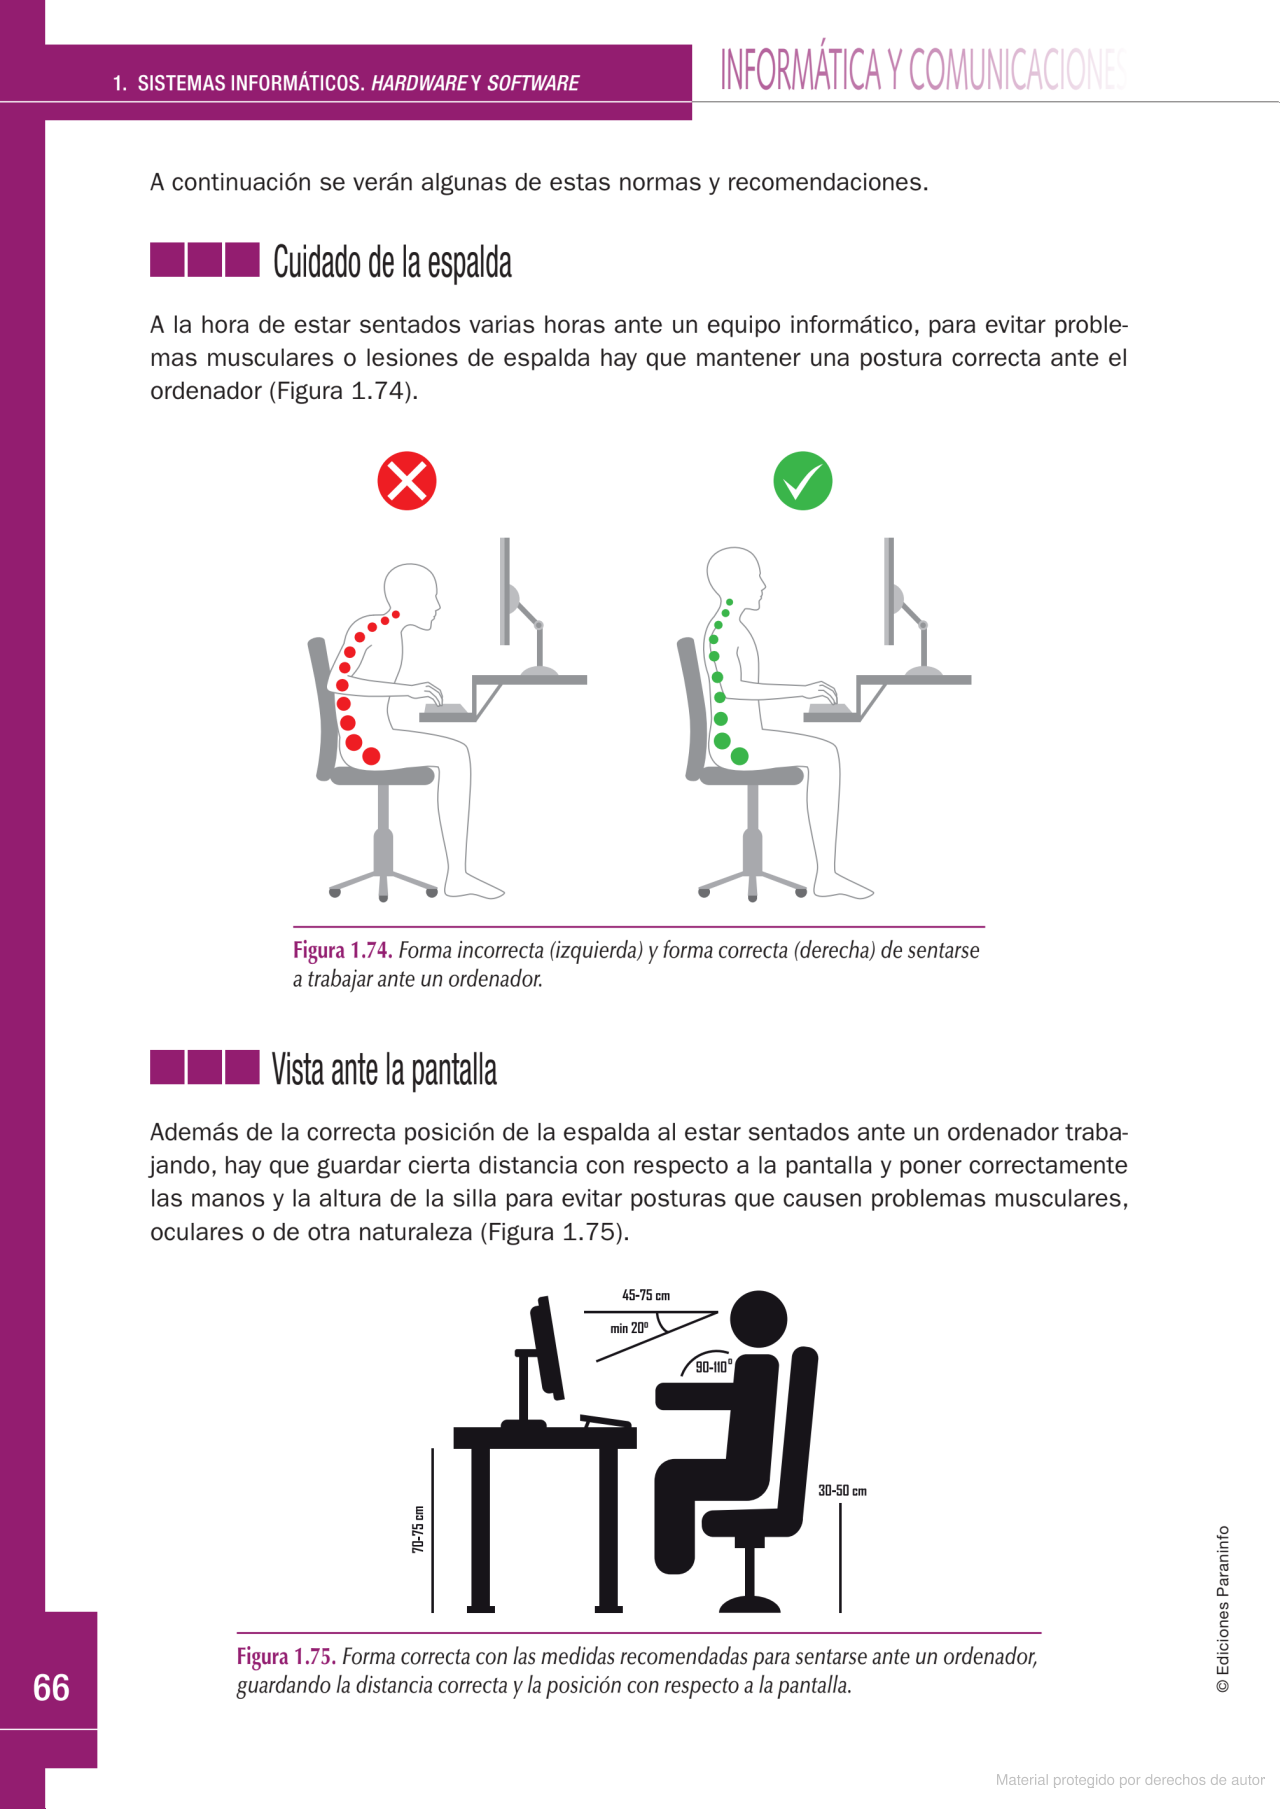 1. SISTEMAS INFORMÁTICOS. HARDWARE Y SOFTWARE
INFORMÁTICA Y COMUNICACIONES
A continuación se verán algunas de estas normas y recomendaciones.
Cuidado de la espalda
A la hora de estar sentados varias horas ante un equipo informático, para evitar proble-
mas musculares o lesiones de espalda hay que mantener una postura correcta ante el
ordenador (Figura 1.74).
Figura 1.74. Forma incorrecta (izquierda) y forma correcta (derecha) de sentarse
a trabajar ante un ordenador.
Vista ante la pantalla
Además de la correcta posición de la espalda al estar sentados ante un ordenador traba-
jando, hay que guardar cierta distancia con respecto a la pantalla y poner correctamente
las manos y la altura de la silla para evitar posturas que causen problemas musculares,
oculares o de otra naturaleza (Figura 1.75).
45-75 cm
min 20º
90-110º
30-50 cm
70-75 cm
Figura 1.75. Forma correcta con las medidas recomendadas para sentarse ante un ordenador,
guardando la distancia correcta y la posición con respecto a la pantalla.
66
© Ediciones Paraninfo
Material protegido por derechos de autor